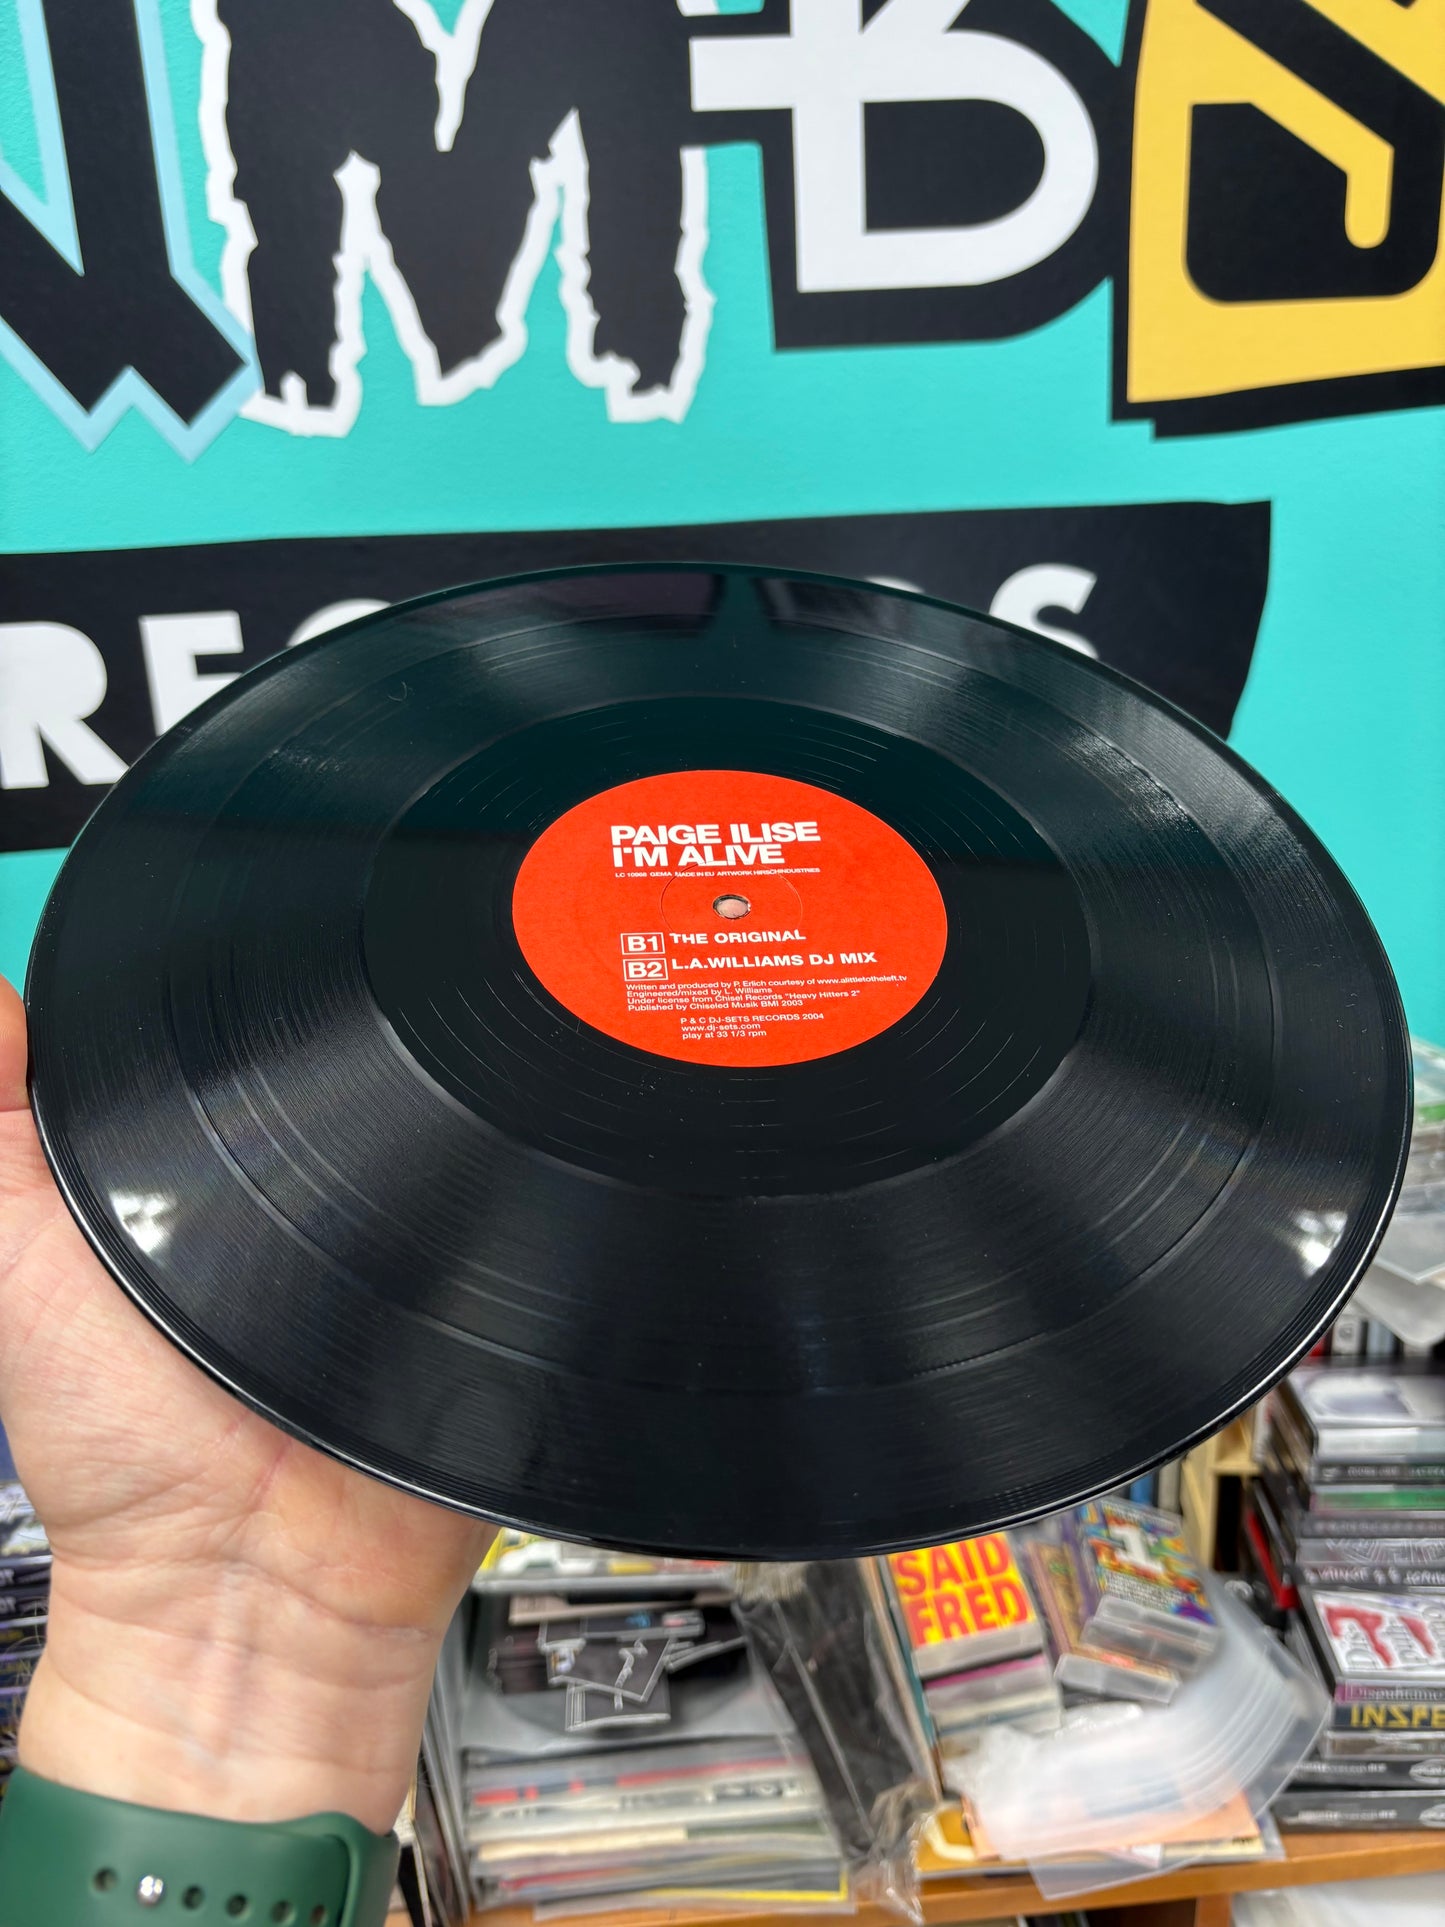 RECORDS
PAIGE ILISE
I'M ALIVE
LC 10968 GEMA MADE IN EU ARTWORK HIRSCHINDUSTRIES
B1 THE ORIGINAL
B2 L.A.WILLIAMS DJ MIX
Written and produced by P. Erlich courtesy of www.alittletotheleft.tv
Engineered/mixed by L. Williams
Under license from Chisel Records "Heavy Hitters 2"
Published by Chiseled Musik BMI 2003
P & C DJ-SETS RECORDS 2004
www.dj-sets.com
play at 33 1/3 rpm
SAID
FRED